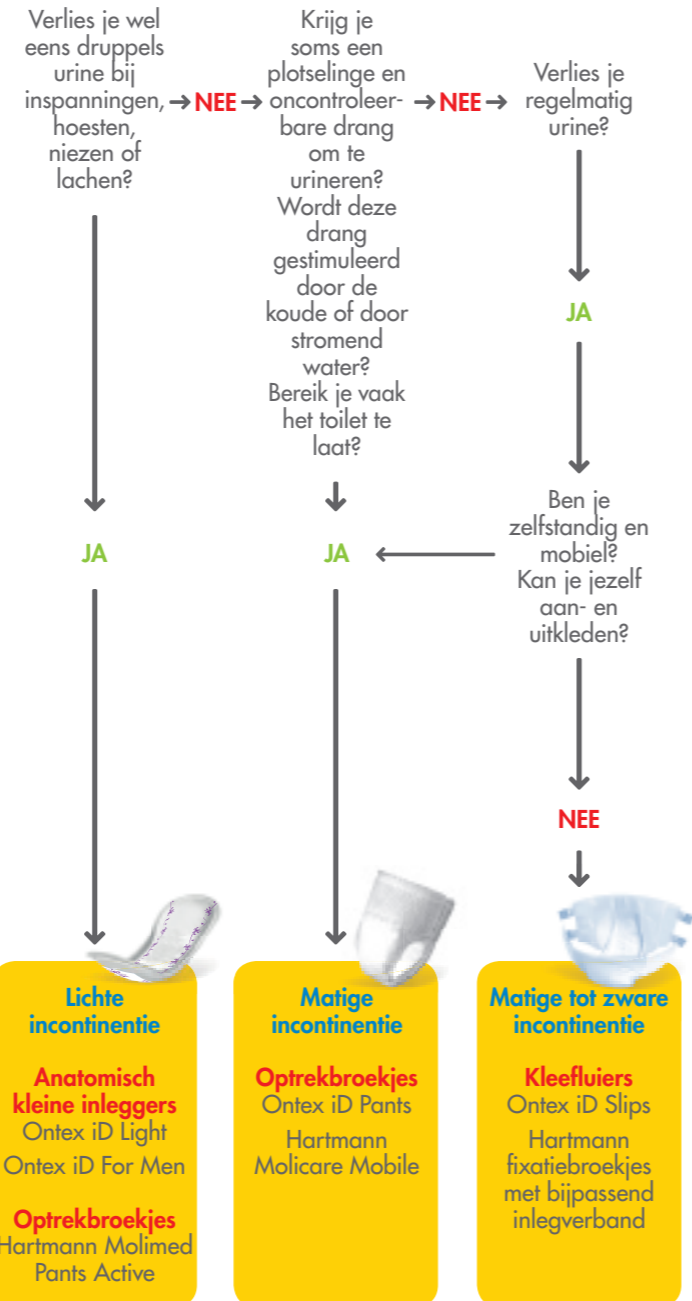 Verlies je wel
eens druppels
urine bij
inspanningen,
hoesten,
niezen of
lachen?
NEE
Krijg je
soms een
plotselinge en
oncontroleer-
bare drang
om te
urineren?
Wordt deze
drang
gestimuleerd
door de
koude of door
stromend
water?
Bereik je vaak
het toilet te
laat?
NEE
Verlies je
regelmatig
urine?
JA
Ben je
zelfstandig en
mobiel?
Kan je jezelf
aan- en
uitkleden?
JA
JA
NEE
Lichte
incontinentie
Anatomisch
kleine inleggers
Ontex iD Light
Ontex iD For Men
Optrekbroekjes
Hartmann Molimed
Pants Active
Matige
incontinentie
Optrekbroekjes
Ontex iD Pants
Hartmann
Molicare Mobile
Matige tot zware
incontinentie
Kleefluiers
Ontex iD Slips
Hartmann
fixatiebroekjes
met bijpassend
inlegverband